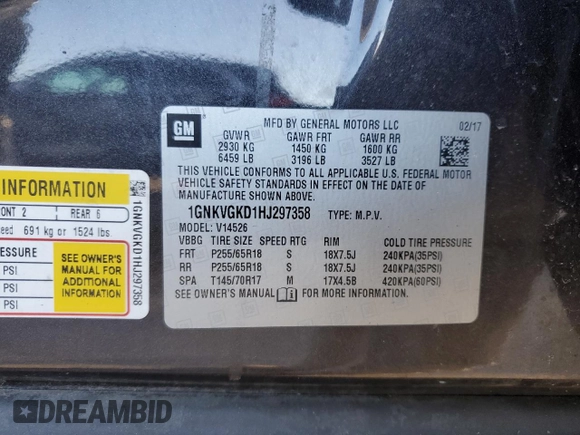 GM
MFD BY GENERAL MOTORS LLC 02/17
GVWR GAWR FRT GAWR RR
2930 KG 1450 KG 1600 KG
6459 LB 3196 LB 3527 LB
THIS VEHICLE CONFORMS TO ALL APPLICABLE U.S. FEDERAL MOTOR
VEHICLE SAFETY STANDARDS IN EFFECT ON THE DATE OF
MANUFACTURE SHOWN ABOVE.
1GNKVGKD1HJ297358 TYPE: M.P.V.
MODEL: V14526
VBBG TIRE SIZE SPEED RTG RIM COLD TIRE PRESSURE
FRT P255/65R18 S 18X7.5J 240KPA(35PSI)
RR P255/65R18 S 18X7.5J 240KPA(35PSI)
SPA T145/70R17 M 17X4.5B 420KPA(60PSI)
SEE OWNER'S MANUAL FOR MORE INFORMATION.
INFORMATION
ONT 2 REAR 6
eed 691 kg or 1524 lbs
PRESSURE
PSI
PSI
PSI
SEE OWNER'S
MANUAL FOR
ADDITIONAL
INFORMATION
1GNKVGKD1HJ297358
DREAMBID